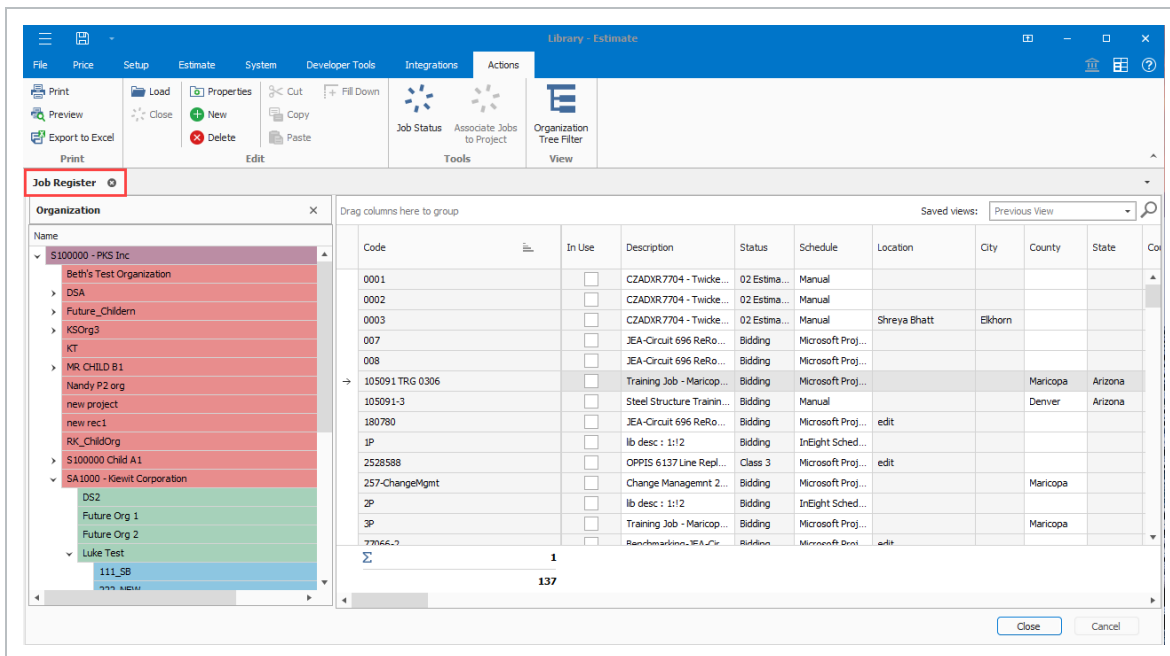 Library - Estimate
File Price Setup Estimate System Developer Tools Integrations Actions
Print Load Properties Cut Fill Down
Preview Close New Copy Job Status Associate Jobs to Project Organization Tree Filter
Export to Excel Delete Paste
Print Edit Tools View
Job Register
Organization Drag columns here to group Saved views: Previous View
Name Code In Use Description Status Schedule Location City County State
S100000 - PKS Inc
Beth's Test Organization 0001 CZADXR7704 - Twicke... 02 Estima... Manual
DSA 0002 CZADXR7704 - Twicke... 02 Estima... Manual
Future_Childern 0003 CZADXR7704 - Twicke... 02 Estima... Manual Shreya Bhatt Elkhorn
KSOrg3 007 JEA-Circuit 696 ReRo... Bidding Microsoft Proj...
KT 008 JEA-Circuit 696 ReRo... Bidding Microsoft Proj...
MR CHILD B1 105091 TRG 0306 Training Job - Maricop... Bidding Microsoft Proj... Maricopa Arizona
Nandy P2 org
new project 105091-3 Steel Structure Trainin... Bidding Manual Denver Arizona
new rec1 180780 JEA-Circuit 696 ReRo... Bidding Microsoft Proj... edit
RK_ChildOrg 1P lib desc : 1:!2 Bidding InEight Sched...
S100000 Child A1 2528588 OPPIS 6137 Line Repl... Class 3 Microsoft Proj... edit
SA1000 - Kiewit Corporation 257-ChangeMgmt Change Managemnt 2... Bidding Microsoft Proj... Maricopa
DS2 2P lib desc : 1:!2 Bidding InEight Sched...
Future Org 1 3P Training Job - Maricop... Bidding Microsoft Proj... Maricopa
Future Org 2 77066-2 Benchmarking-JEA-Cir... Bidding Microsoft Proj... edit
Luke Test Σ 1
111_SB 137
222_NEW
Close Cancel